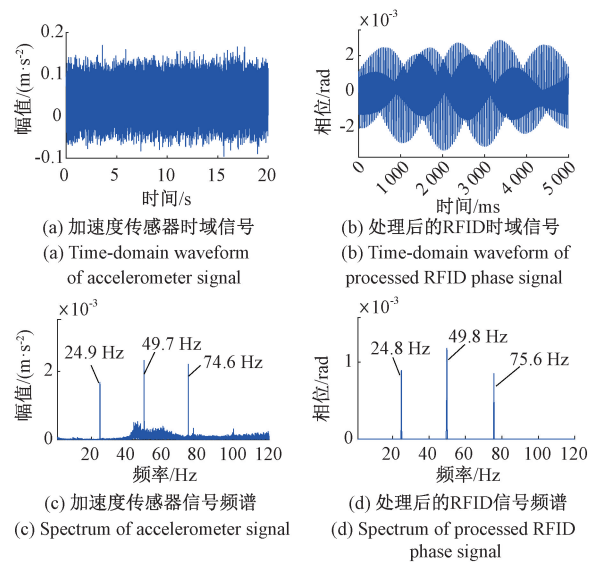 0.2
0.1
0
-0.1
幅值/(m·s⁻²)
0 5 10 15 20
时间/s
(a) 加速度传感器时域信号
(a) Time-domain waveform
of accelerometer signal
×10⁻³
2
0
-2
相位/rad
0 1 000 2 000 3 000 4 000 5 000
时间/ms
(b) 处理后的RFID时域信号
(b) Time-domain waveform of
processed RFID phase signal
×10⁻³
2
0
幅值/(m·s⁻²)
24.9 Hz
49.7 Hz
74.6 Hz
20 40 60 80 100 120
频率/Hz
(c) 加速度传感器信号频谱
(c) Spectrum of accelerometer signal
×10⁻³
1
0
相位/rad
24.8 Hz
49.8 Hz
75.6 Hz
20 40 60 80 100 120
频率/Hz
(d) 处理后的RFID信号频谱
(d) Spectrum of processed RFID
phase signal